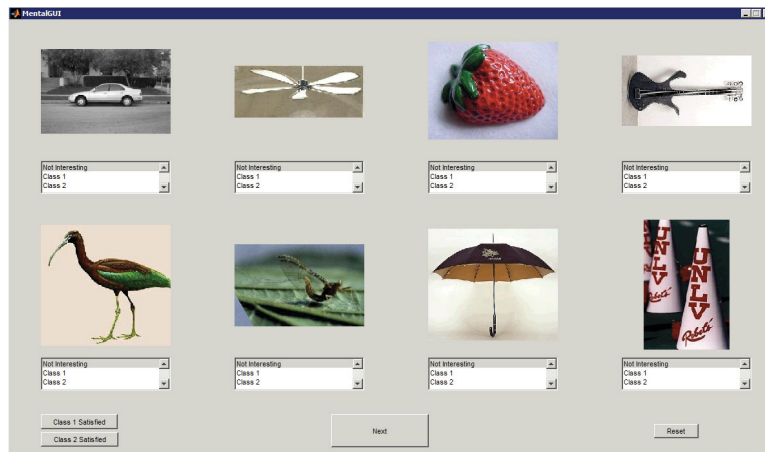 MentalGUI
Not Interesting
Class 1
Class 2
Not Interesting
Class 1
Class 2
Not Interesting
Class 1
Class 2
Not Interesting
Class 1
Class 2
UNLV
UNLV
Rebels
Not Interesting
Class 1
Class 2
Not Interesting
Class 1
Class 2
Not Interesting
Class 1
Class 2
Not Interesting
Class 1
Class 2
Class 1 Satisfied
Class 2 Satisfied
Next
Reset